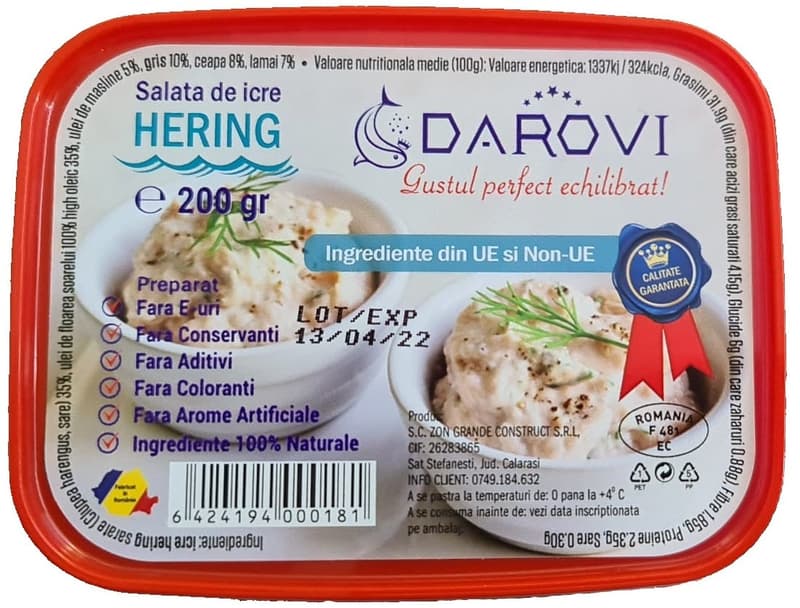 Ingrediente: icre hering sarate (Clupea harengus, sare) 35%, ulei de floarea soarelui 100% high oleic 35%, ulei de masline 5%, gris 10%, ceapa 8%, lamai 7% • Valoare nutritionala medie (100g): Valoare energetica: 1337kj / 324kcla, Grasimi 31,9g (din care acizi grasi saturati 4,15g), Glucide 6g (din care zaharuri 0.88g), Fibre 1,85g, Proteine 2.35g, Sare 0.30g
Salata de icre
HERING
DAROVI
Gustul perfect echilibrat!
e 200 gr
Ingrediente din UE si Non-UE
CALITATE
GARANTATA
Preparat
Fara E-uri
Fara Conservanti
Fara Aditivi
Fara Coloranti
Fara Arome Artificiale
Ingrediente 100% Naturale
LOT/EXP
13/04/22
S.C. ZON GRANDE CONSTRUCT S.R.L,
CIF: 26283865
Sat Stefanesti, Jud. Calarasi
INFO CLIENT: 0749.184.632
A se pastra la temperaturi de: 0 pana la +4° C
A se consuma inainte de: vezi data inscriptionata
pe ambalaj
ROMANIA
F 481
EC
1
PET
5
PP
Fabricat
in
România
6 424194 000181